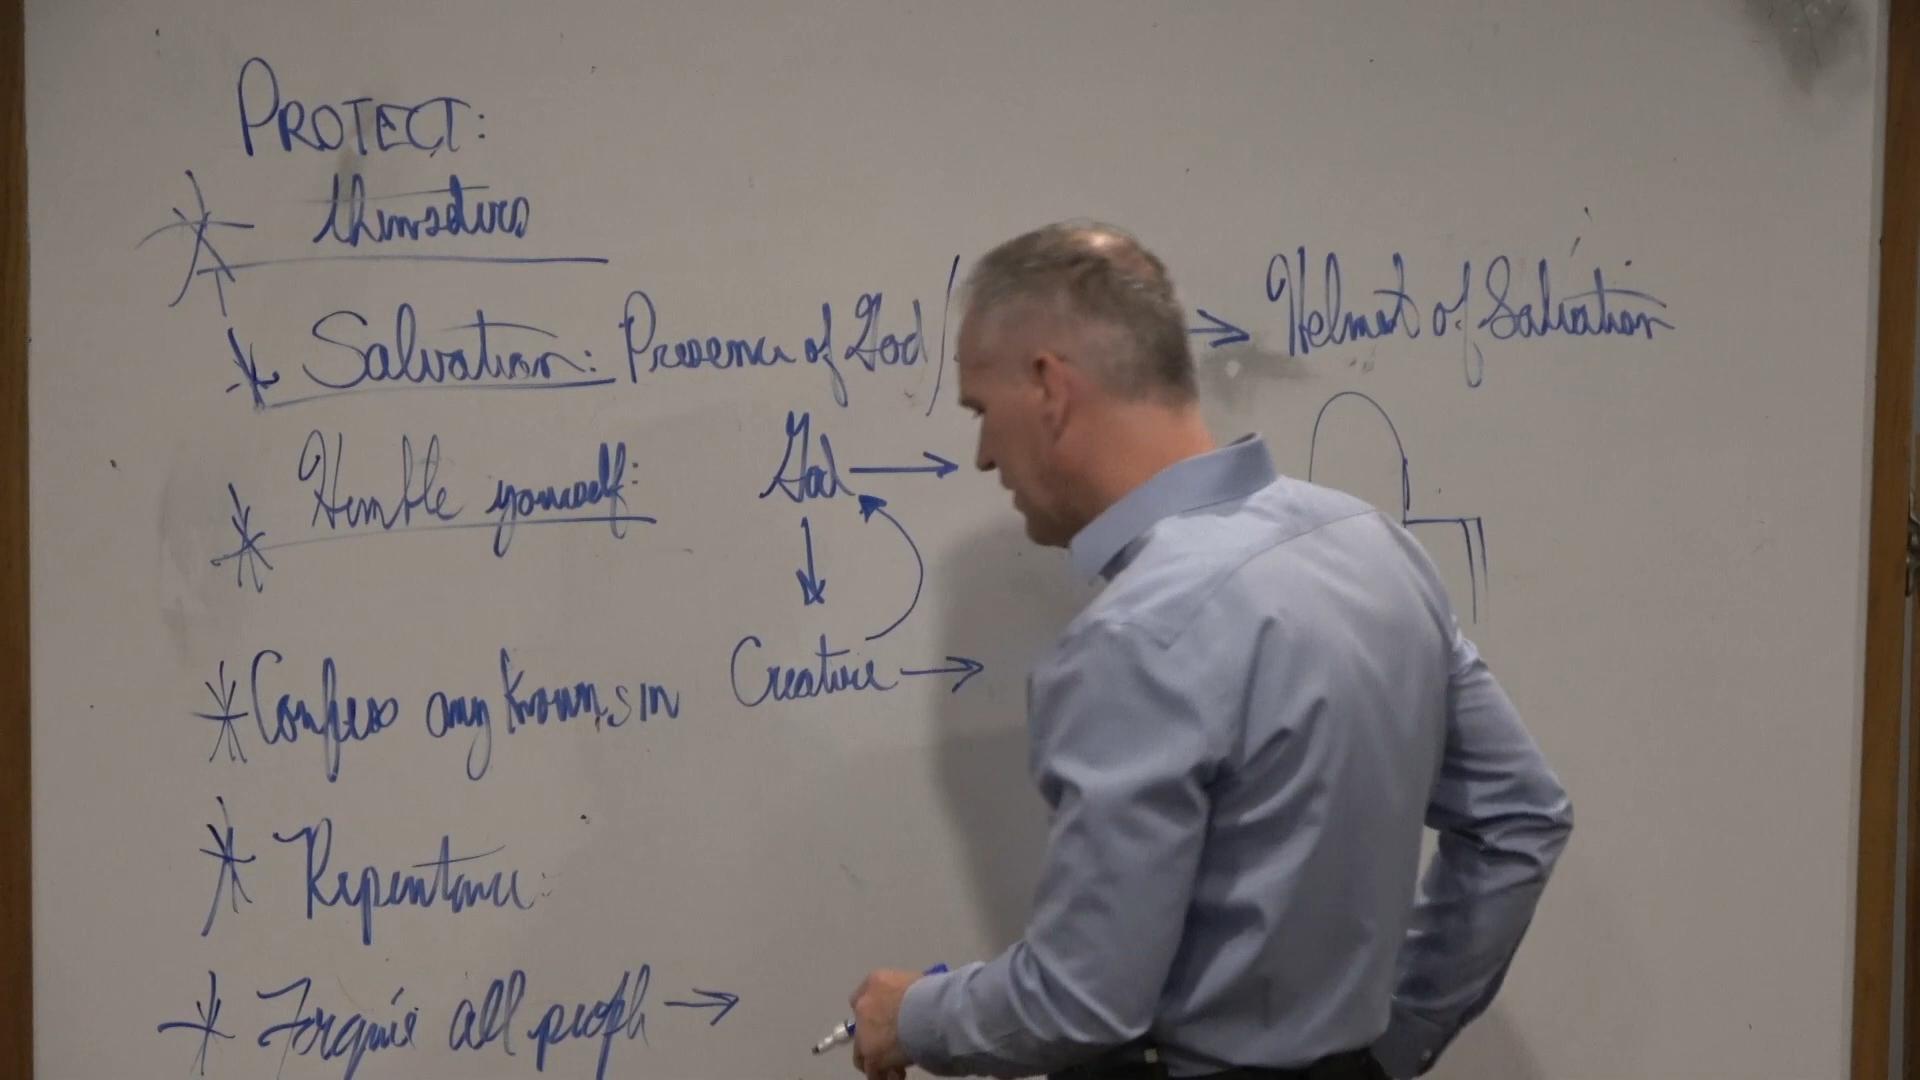 PROTECT:
themselves
Salvation: Presence of God / → Helmet of Salvation
Humble yourself: God →
Creature →
Confess any known sin
Repentance
Forgive all people →